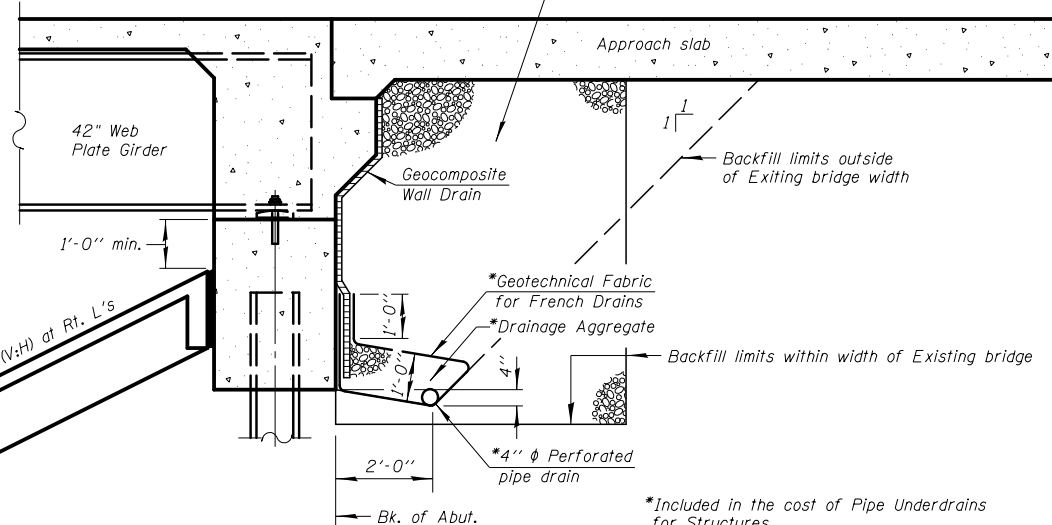 Approach slab
42" Web
Plate Girder
1
1
Backfill limits outside
of Exiting bridge width
Geocomposite
Wall Drain
1'-0'' min.
*Geotechnical Fabric
for French Drains
1'-0''
*Drainage Aggregate
(V:H) at Rt. L'S
1'-0''
4''
Backfill limits within width of Existing bridge
*4'' ϕ Perforated
pipe drain
2'-0''
Bk. of Abut.
*Included in the cost of Pipe Underdrains
for Structures